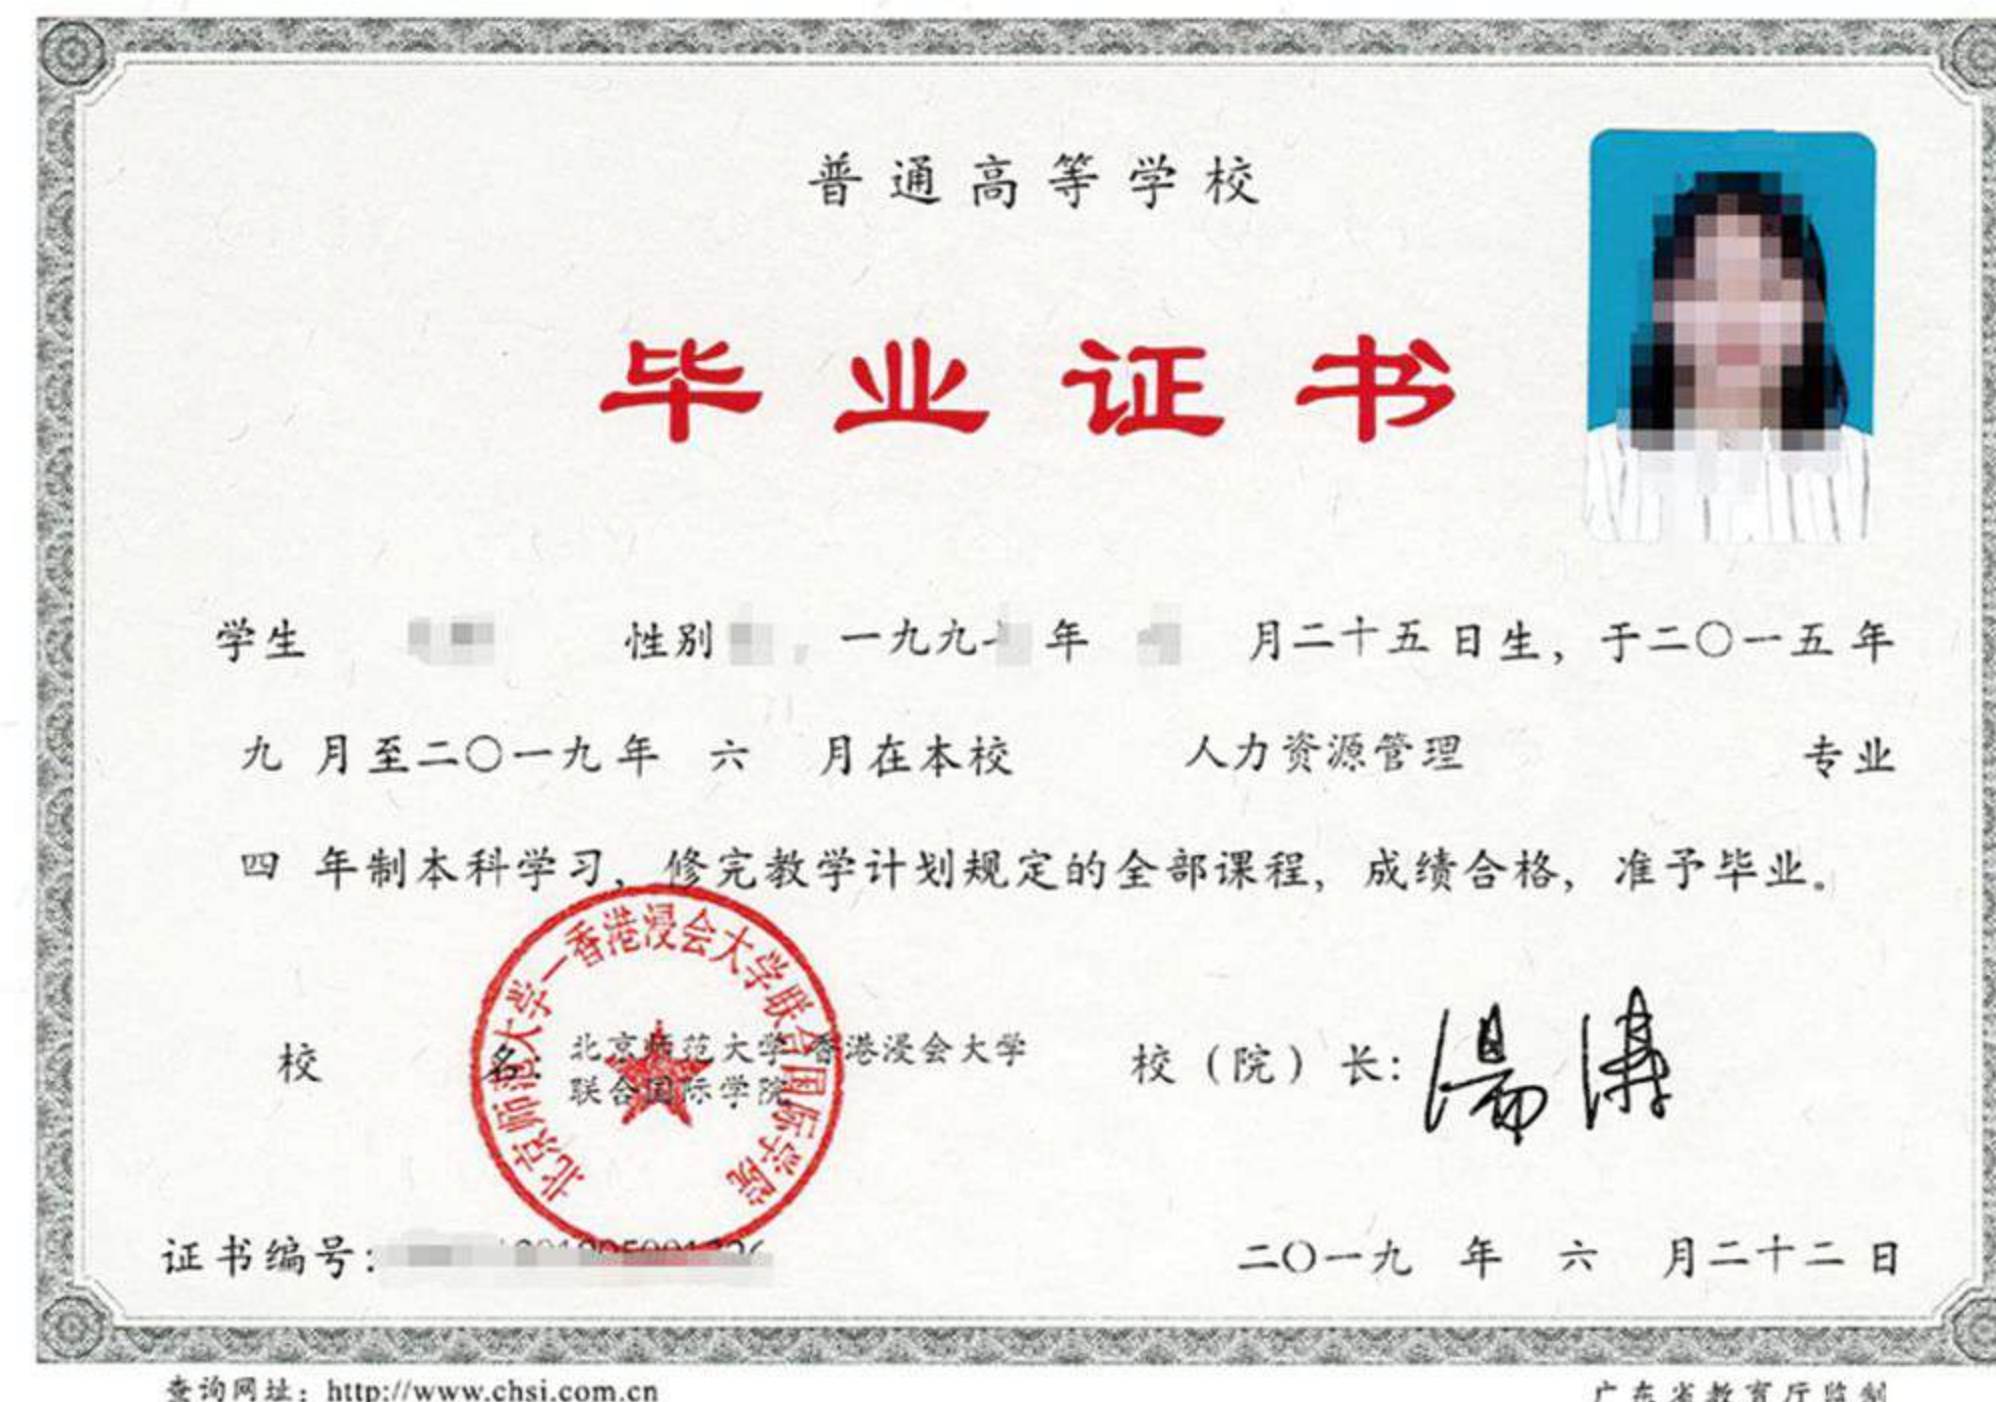 普通高等学校
毕业证书
学生 性别 , 一九九 年 月二十五日生，于二〇一五年
九 月至二〇一九年 六 月在本校 人力资源管理 专业
四 年制本科学习，修完教学计划规定的全部课程，成绩合格，准予毕业。
北京师范大学—香港浸会大学联合国际学院
校 名：北京师范大学 香港浸会大学
联合国际学院
校（院）长：
证书编号：
二〇一九 年 六 月二十二日
查询网址：http://www.chsi.com.cn
广东省教育厅监制